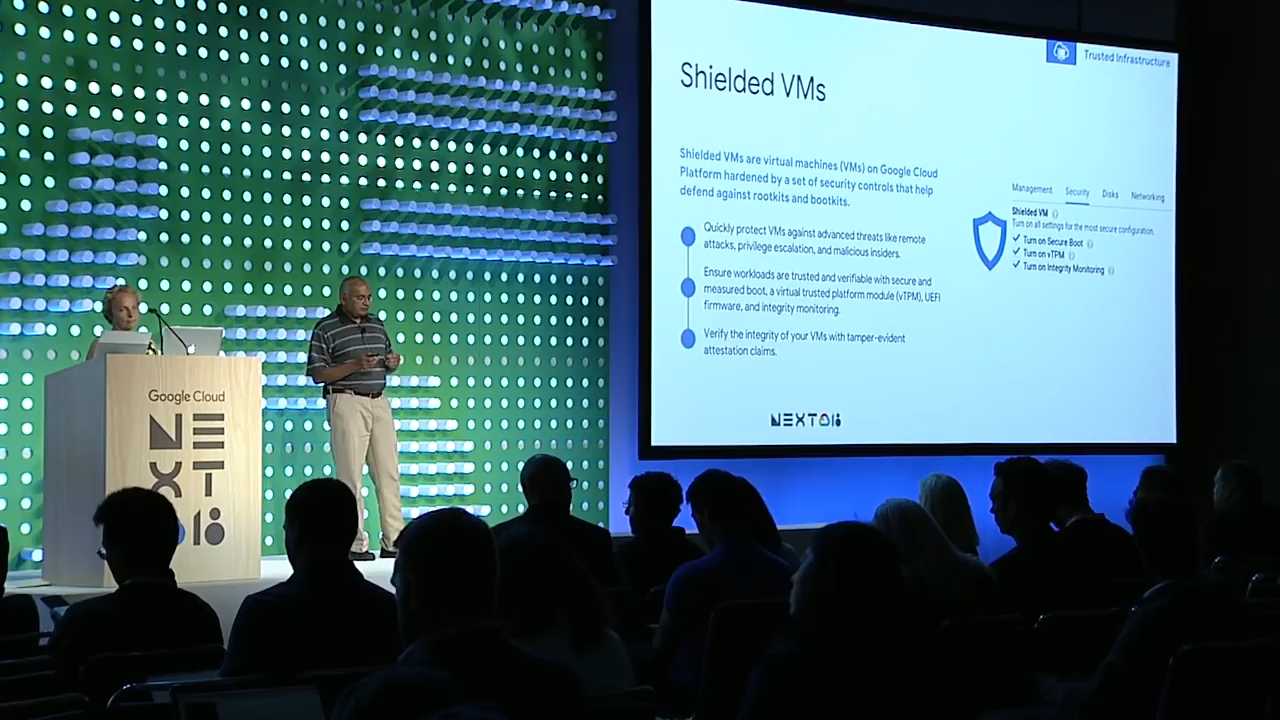 Trusted Infrastructure
Shielded VMs
Shielded VMs are virtual machines (VMs) on Google Cloud
Platform hardened by a set of security controls that help
defend against rootkits and bootkits.
Quickly protect VMs against advanced threats like remote
attacks, privilege escalation, and malicious insiders.
Ensure workloads are trusted and verifiable with secure and
measured boot, a virtual trusted platform module (vTPM), UEFI
firmware, and integrity monitoring.
Verify the integrity of your VMs with tamper-evident
attestation claims.
Management Security Disks Networking
Shielded VM
Turn on all settings for the most secure configuration.
Turn on Secure Boot
Turn on vTPM
Turn on Integrity Monitoring
NEXT'18
Google Cloud
NE
XT
18